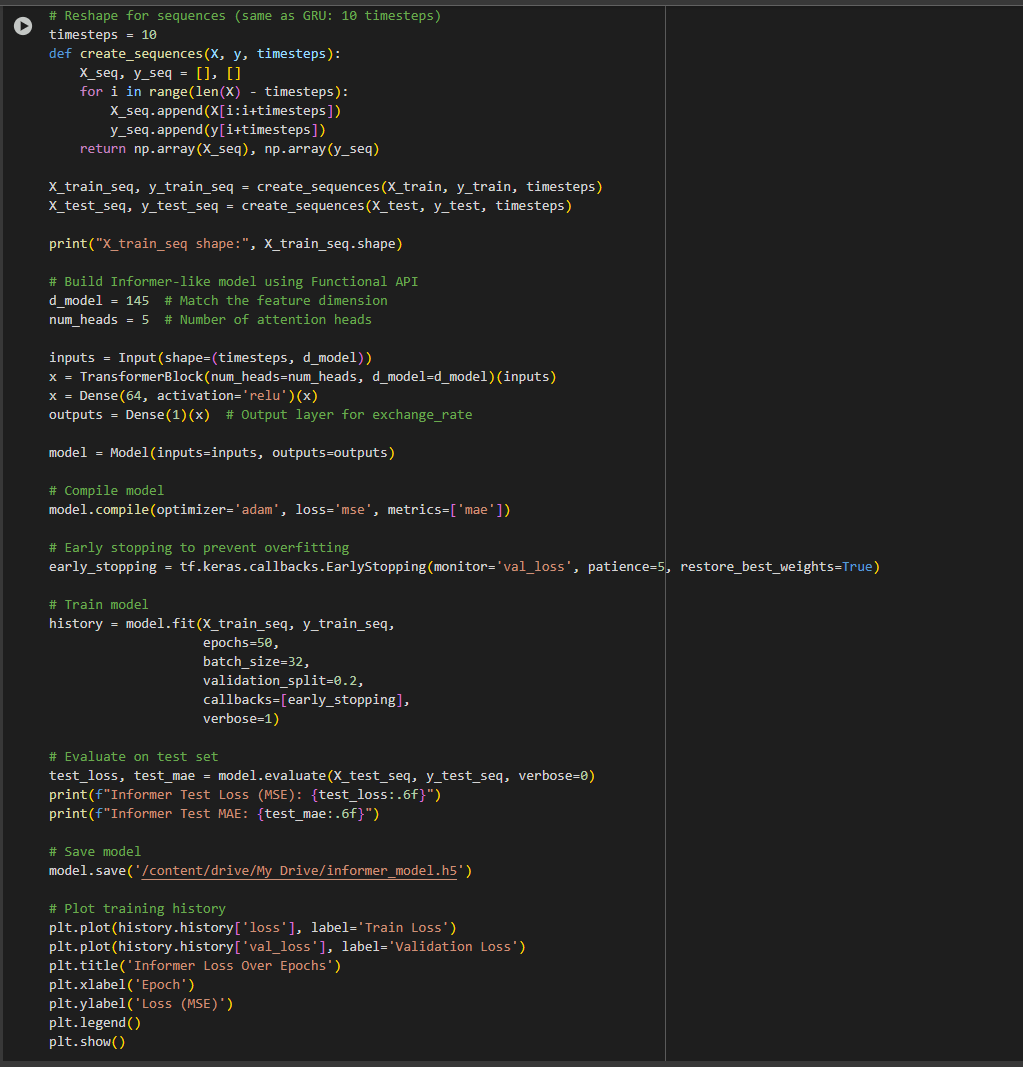 # Reshape for sequences (same as GRU: 10 timesteps)
timesteps = 10
def create_sequences(X, y, timesteps):
    X_seq, y_seq = [], []
    for i in range(len(X) - timesteps):
        X_seq.append(X[i:i+timesteps])
        y_seq.append(y[i+timesteps])
    return np.array(X_seq), np.array(y_seq)

X_train_seq, y_train_seq = create_sequences(X_train, y_train, timesteps)
X_test_seq, y_test_seq = create_sequences(X_test, y_test, timesteps)

print("X_train_seq shape:", X_train_seq.shape)

# Build Informer-like model using Functional API
d_model = 145  # Match the feature dimension
num_heads = 5  # Number of attention heads

inputs = Input(shape=(timesteps, d_model))
x = TransformerBlock(num_heads=num_heads, d_model=d_model)(inputs)
x = Dense(64, activation='relu')(x)
outputs = Dense(1)(x)  # Output layer for exchange_rate

model = Model(inputs=inputs, outputs=outputs)

# Compile model
model.compile(optimizer='adam', loss='mse', metrics=['mae'])

# Early stopping to prevent overfitting
early_stopping = tf.keras.callbacks.EarlyStopping(monitor='val_loss', patience=5, restore_best_weights=True)

# Train model
history = model.fit(X_train_seq, y_train_seq,
                    epochs=50,
                    batch_size=32,
                    validation_split=0.2,
                    callbacks=[early_stopping],
                    verbose=1)

# Evaluate on test set
test_loss, test_mae = model.evaluate(X_test_seq, y_test_seq, verbose=0)
print(f"Informer Test Loss (MSE): {test_loss:.6f}")
print(f"Informer Test MAE: {test_mae:.6f}")

# Save model
model.save('/content/drive/My Drive/informer_model.h5')

# Plot training history
plt.plot(history.history['loss'], label='Train Loss')
plt.plot(history.history['val_loss'], label='Validation Loss')
plt.title('Informer Loss Over Epochs')
plt.xlabel('Epoch')
plt.ylabel('Loss (MSE)')
plt.legend()
plt.show()